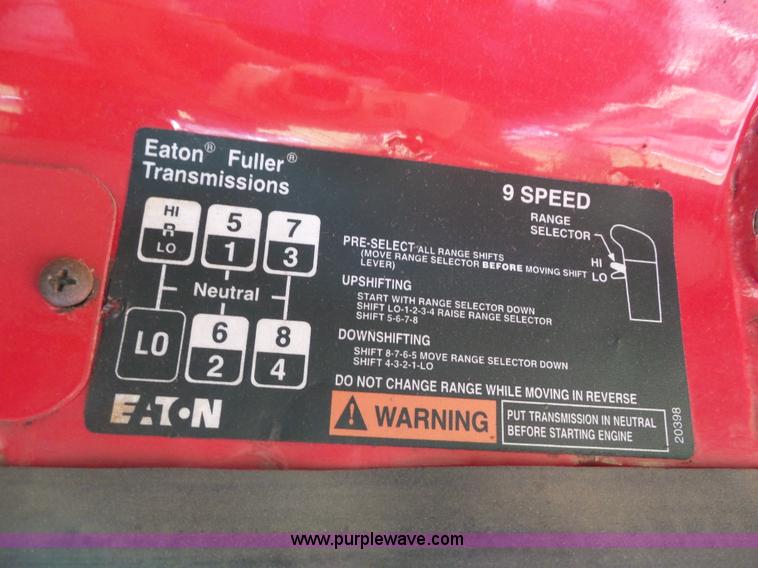 Eaton® Fuller®
Transmissions
9 SPEED
RANGE
SELECTOR
HI
LO
HI
R
LO
5
1
7
3
Neutral
LO
6
2
8
4
PRE-SELECT ALL RANGE SHIFTS
(MOVE RANGE SELECTOR BEFORE MOVING SHIFT
LEVER)
UPSHIFTING
START WITH RANGE SELECTOR DOWN
SHIFT LO-1-2-3-4 RAISE RANGE SELECTOR
SHIFT 5-6-7-8
DOWNSHIFTING
SHIFT 8-7-6-5 MOVE RANGE SELECTOR DOWN
SHIFT 4-3-2-1-LO
DO NOT CHANGE RANGE WHILE MOVING IN REVERSE
EATON
WARNING
PUT TRANSMISSION IN NEUTRAL
BEFORE STARTING ENGINE
20398
www.purplewave.com